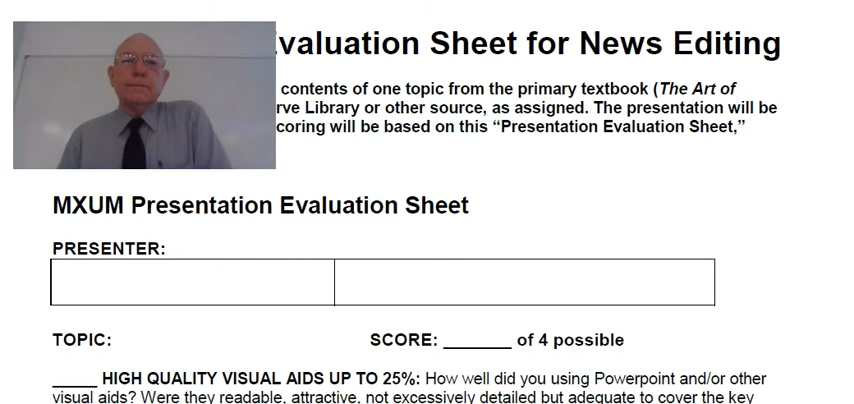 valuation Sheet for News Editing
contents of one topic from the primary textbook (The Art of
rve Library or other source, as assigned. The presentation will be
coring will be based on this “Presentation Evaluation Sheet,”
MXUM Presentation Evaluation Sheet
PRESENTER:
TOPIC: SCORE: _______ of 4 possible
_____ HIGH QUALITY VISUAL AIDS UP TO 25%: How well did you using Powerpoint and/or other
visual aids? Were they readable, attractive, not excessively detailed but adequate to cover the key